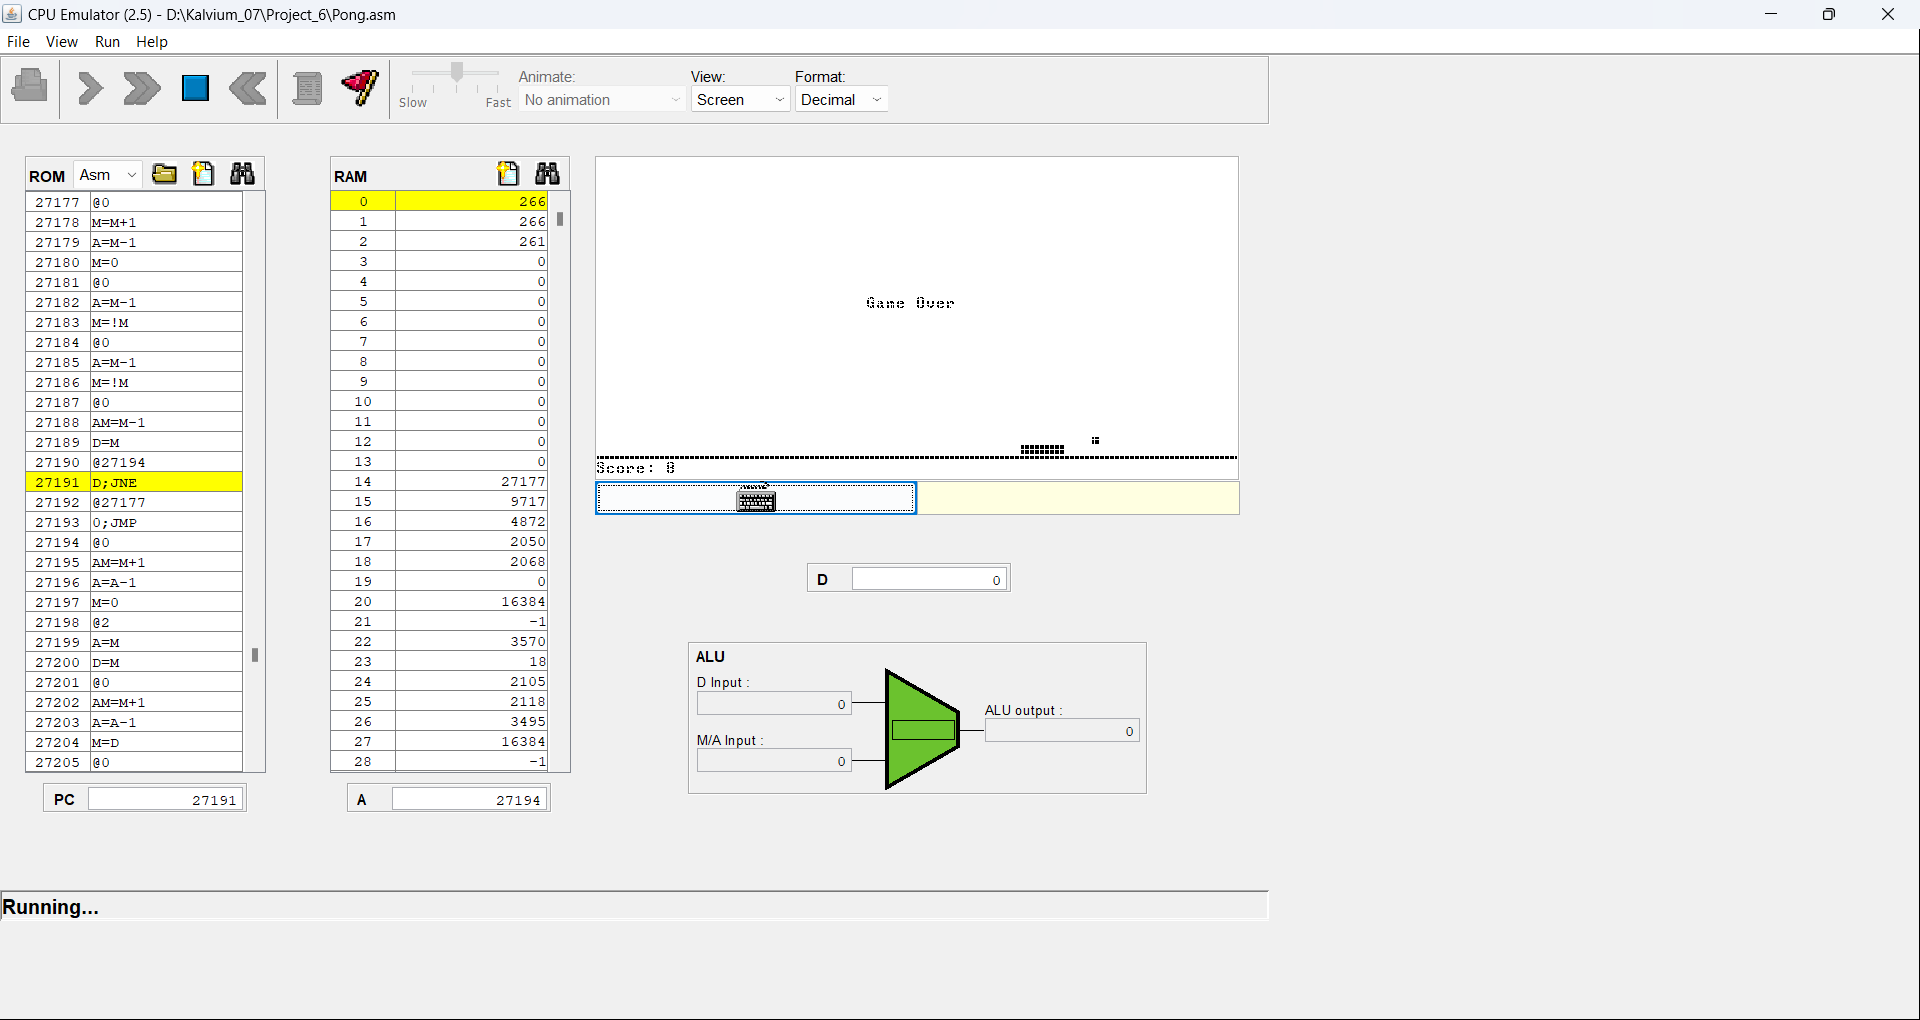 CPU Emulator (2.5) - D:\Kalvium_07\Project_6\Pong.asm
File View Run Help
Slow Fast
Animate:
No animation
View:
Screen
Format:
Decimal
ROM Asm
27177 @0
27178 M=M+1
27179 A=M-1
27180 M=0
27181 @0
27182 A=M-1
27183 M=!M
27184 @0
27185 A=M-1
27186 M=!M
27187 @0
27188 AM=M-1
27189 D=M
27190 @27194
27191 D;JNE
27192 @27177
27193 0;JMP
27194 @0
27195 AM=M+1
27196 A=A-1
27197 M=0
27198 @2
27199 A=M
27200 D=M
27201 @0
27202 AM=M+1
27203 A=A-1
27204 M=D
27205 @0
PC 27191
RAM
0 266
1 266
2 261
3 0
4 0
5 0
6 0
7 0
8 0
9 0
10 0
11 0
12 0
13 0
14 27177
15 9717
16 4872
17 2050
18 2068
19 0
20 16384
21 -1
22 3570
23 18
24 2105
25 2118
26 3495
27 16384
28 -1
A 27194
Game Over
Score: 0
D 0
ALU
D Input :
0
M/A Input :
0
ALU output :
0
Running...